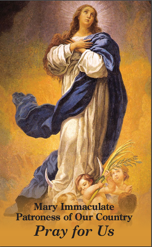 Mary Immaculate
Patroness of Our Country
Pray for Us